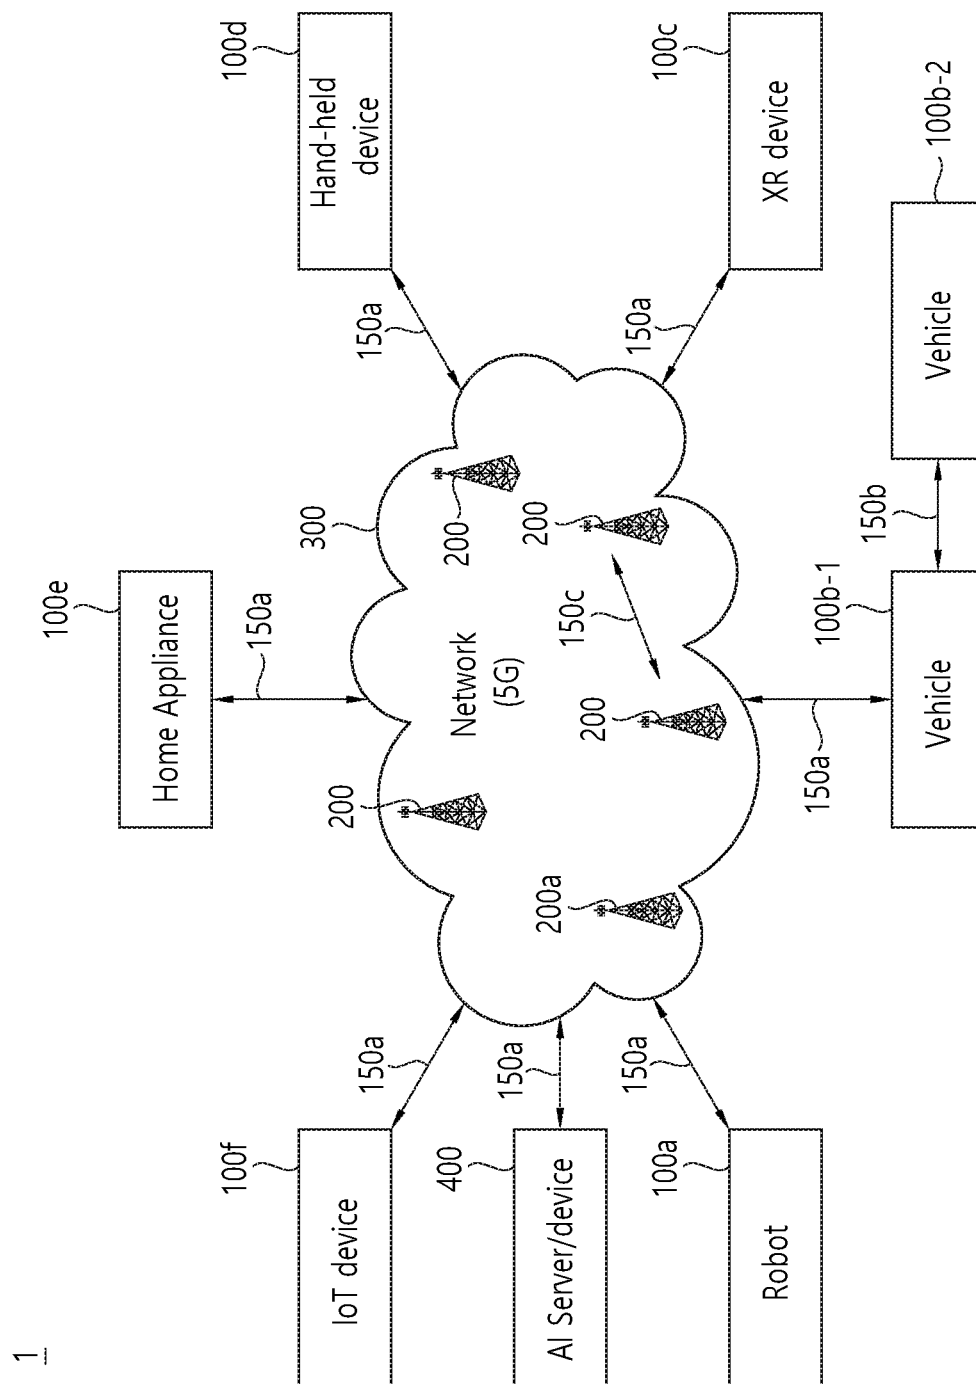 1
100e
Home Appliance
100f
100d
150a
300
IoT device
Hand-held
device
150a
200
150a
400
Network
(5G)
200
AI Server/device
150a
200a
150c
200
200
150a
150a
100a
100c
Robot
XR device
150a
100b-1
150b
Vehicle
Vehicle
100b-2